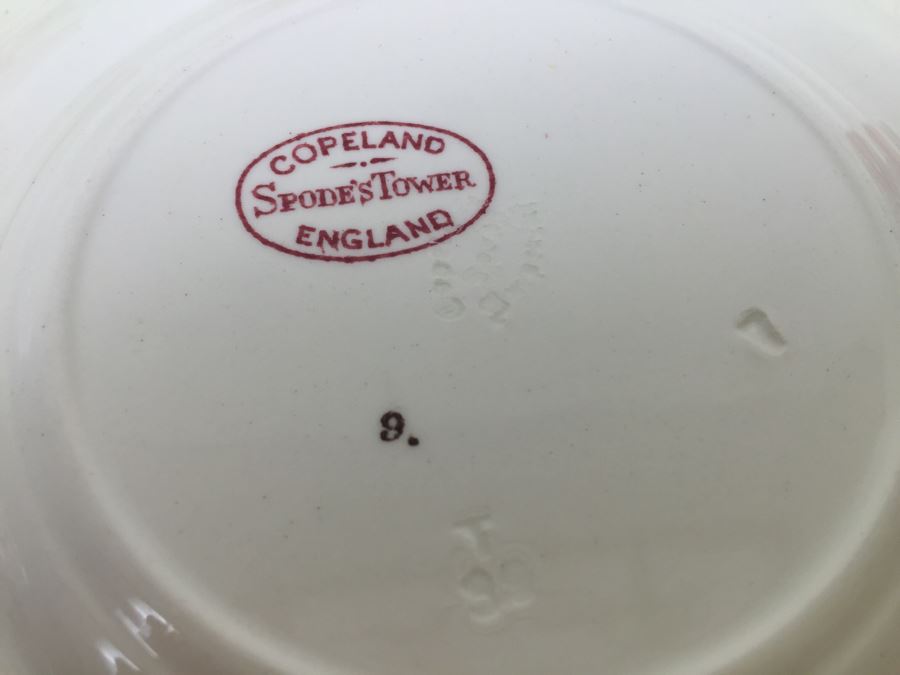 COPELAND
SPODE'S TOWER
ENGLAND
9.